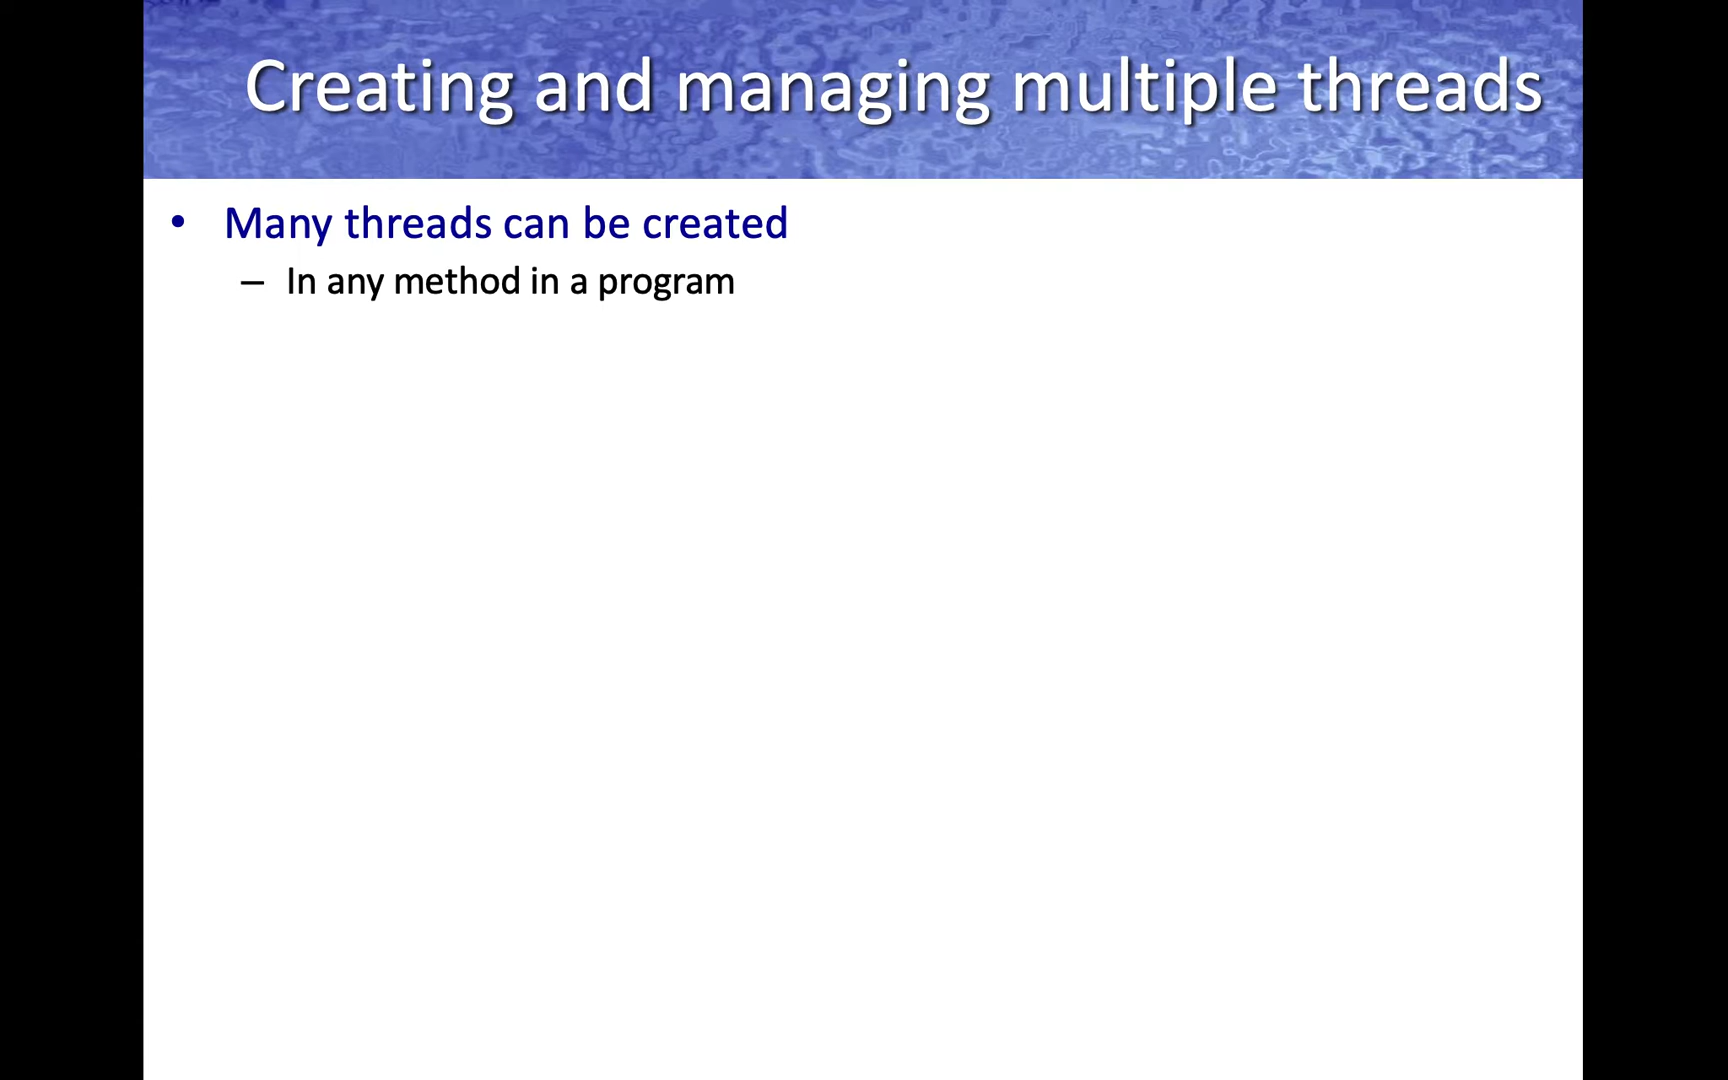 Creating and managing multiple threads
• Many threads can be created
– In any method in a program